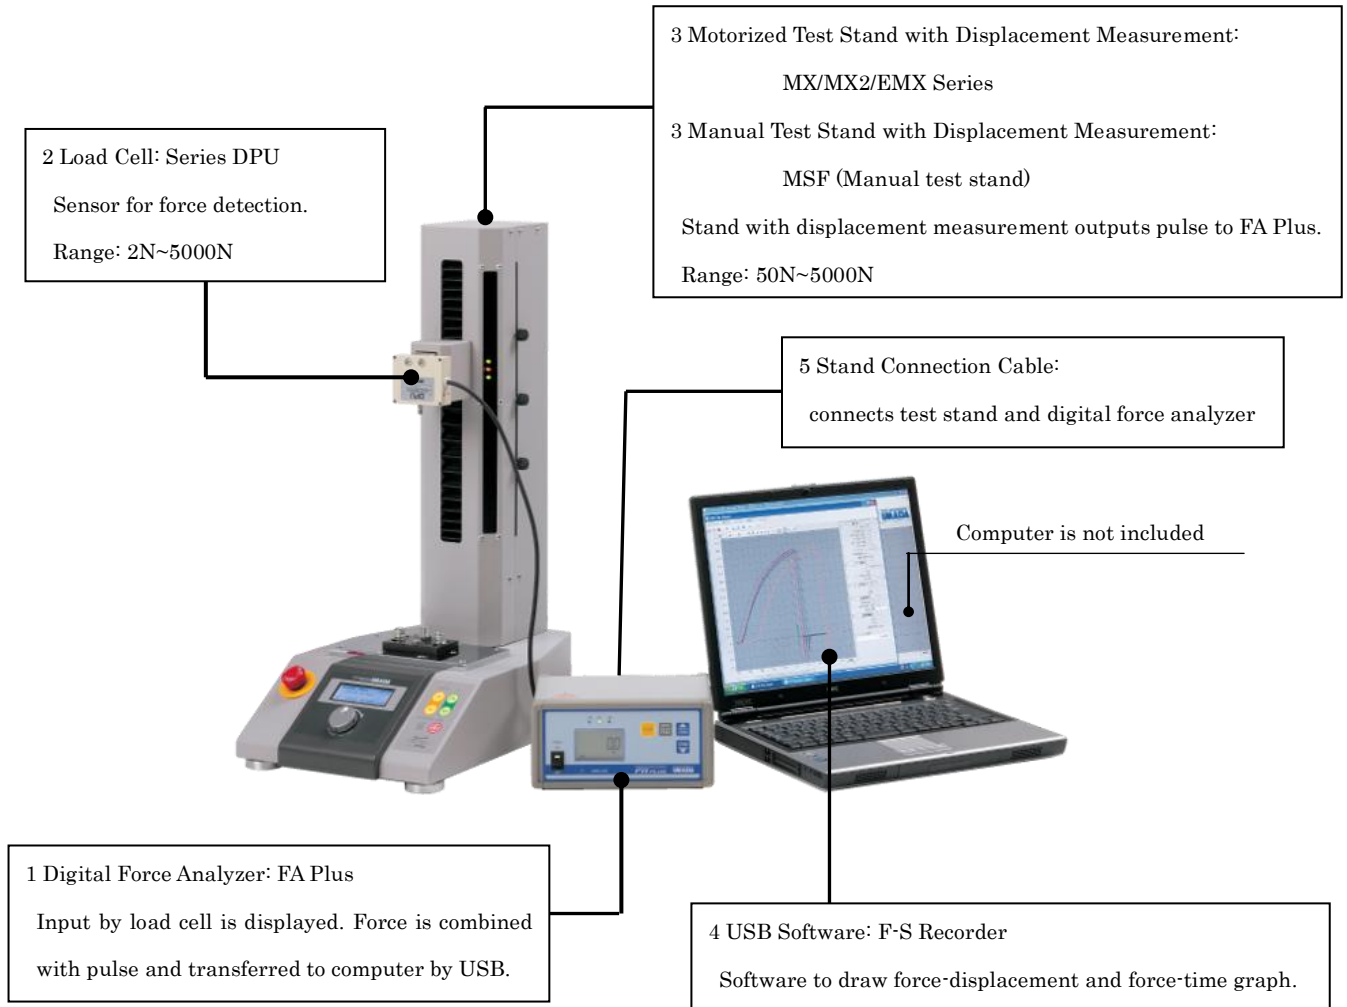 3 Motorized Test Stand with Displacement Measurement:
MX/MX2/EMX Series
3 Manual Test Stand with Displacement Measurement:
MSF (Manual test stand)
Stand with displacement measurement outputs pulse to FA Plus.
Range: 50N~5000N
2 Load Cell: Series DPU
Sensor for force detection.
Range: 2N~5000N
5 Stand Connection Cable:
connects test stand and digital force analyzer
Computer is not included
IMADA
1 Digital Force Analyzer: FA Plus
Input by load cell is displayed. Force is combined
with pulse and transferred to computer by USB.
4 USB Software: F-S Recorder
Software to draw force-displacement and force-time graph.